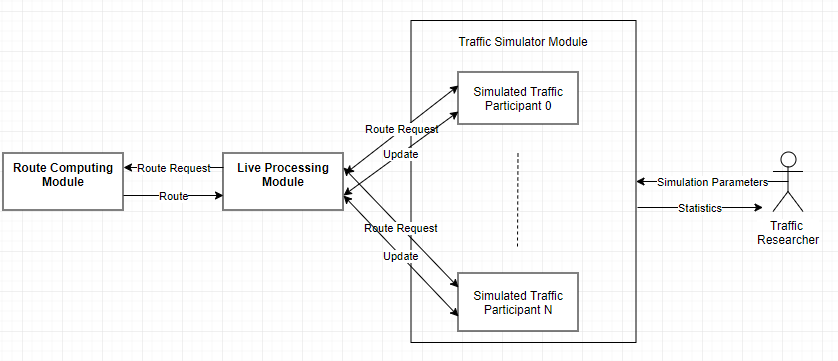 Traffic Simulator Module
Simulated Traffic
Participant 0
Route Request
Update
Route Computing
Module
Route Request
Route
Live Processing
Module
Simulation Parameters
Statistics
Traffic
Researcher
Route Request
Update
Simulated Traffic
Participant N